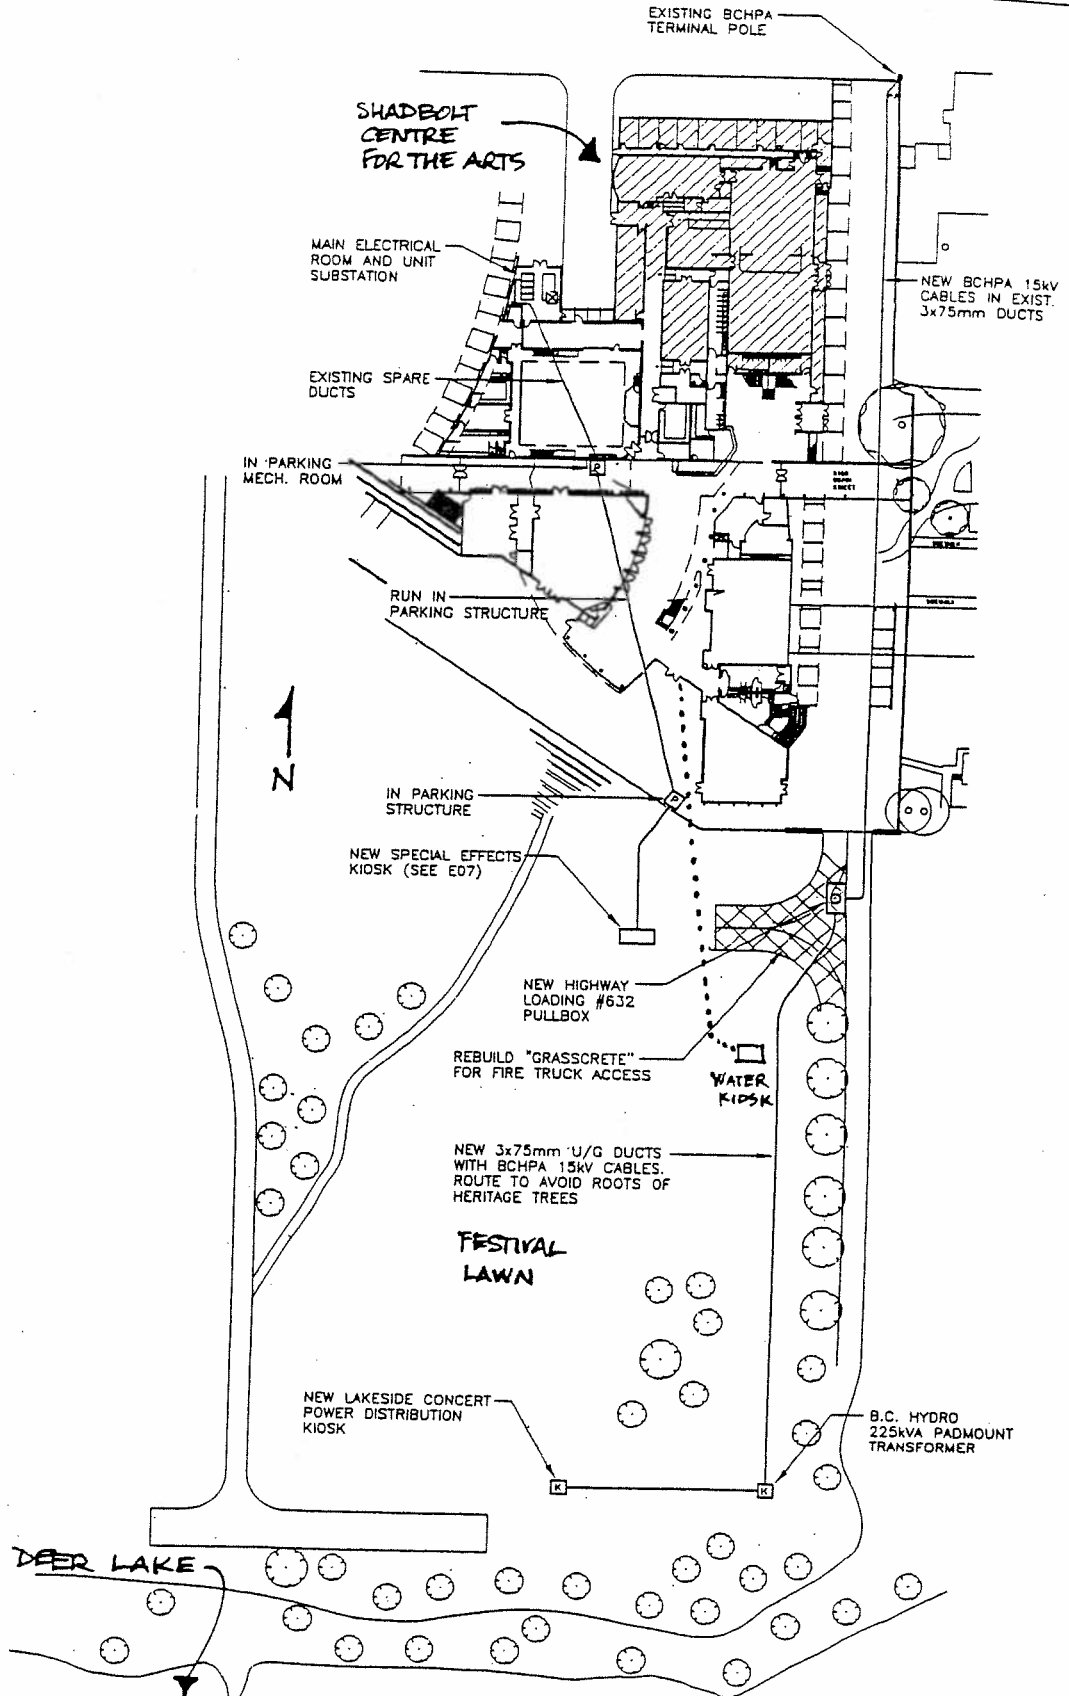 EXISTING BCHPA
TERMINAL POLE
SHADBOLT
CENTRE
FOR THE ARTS
MAIN ELECTRICAL
ROOM AND UNIT
SUBSTATION
NEW BCHPA 15kV
CABLES IN EXIST.
3x75mm DUCTS
EXISTING SPARE
DUCTS
IN PARKING
MECH. ROOM
P
RUN IN
PARKING STRUCTURE
N
IN PARKING
STRUCTURE
P
NEW SPECIAL EFFECTS
KIOSK (SEE E07)
NEW HIGHWAY
LOADING #632
PULLBOX
REBUILD "GRASSCRETE"
FOR FIRE TRUCK ACCESS
WATER
KIOSK
NEW 3x75mm U/G DUCTS
WITH BCHPA 15kV CABLES.
ROUTE TO AVOID ROOTS OF
HERITAGE TREES
FESTIVAL
LAWN
NEW LAKESIDE CONCERT
POWER DISTRIBUTION
KIOSK
B.C. HYDRO
225kVA PADMOUNT
TRANSFORMER
K
K
DEER LAKE